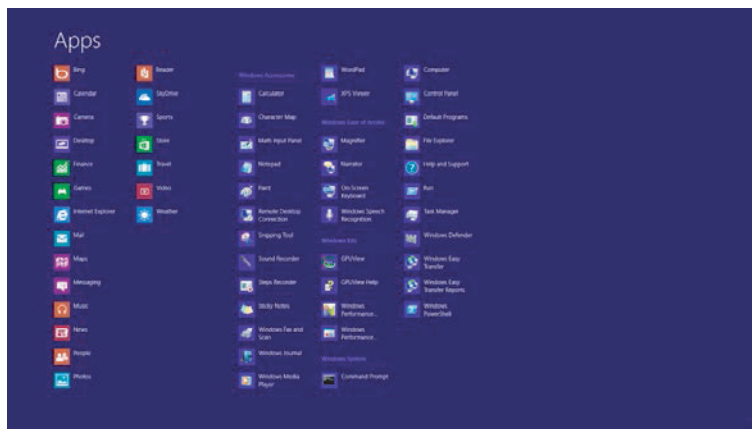 Apps
Bing
Calendar
Camera
Desktop
Finance
Games
Internet Explorer
Mail
Maps
Messaging
Music
News
People
Photos
Reader
SkyDrive
Sports
Store
Travel
Video
Weather
Windows Accessories
Calculator
Character Map
Math Input Panel
Notepad
Paint
Remote Desktop
Connection
Snipping Tool
Sound Recorder
Steps Recorder
Sticky Notes
Windows Fax and
Scan
Windows Journal
Windows Media
Player
WordPad
XPS Viewer
Windows Ease of Access
Magnifier
Narrator
On-Screen
Keyboard
Windows Speech
Recognition
Windows Kits
GPUView
GPUView Help
Windows
Performance...
Windows
Performance...
Windows System
Command Prompt
Computer
Control Panel
Default Programs
File Explorer
Help and Support
Run
Task Manager
Windows Defender
Windows Easy
Transfer
Windows Easy
Transfer Reports
Windows
PowerShell